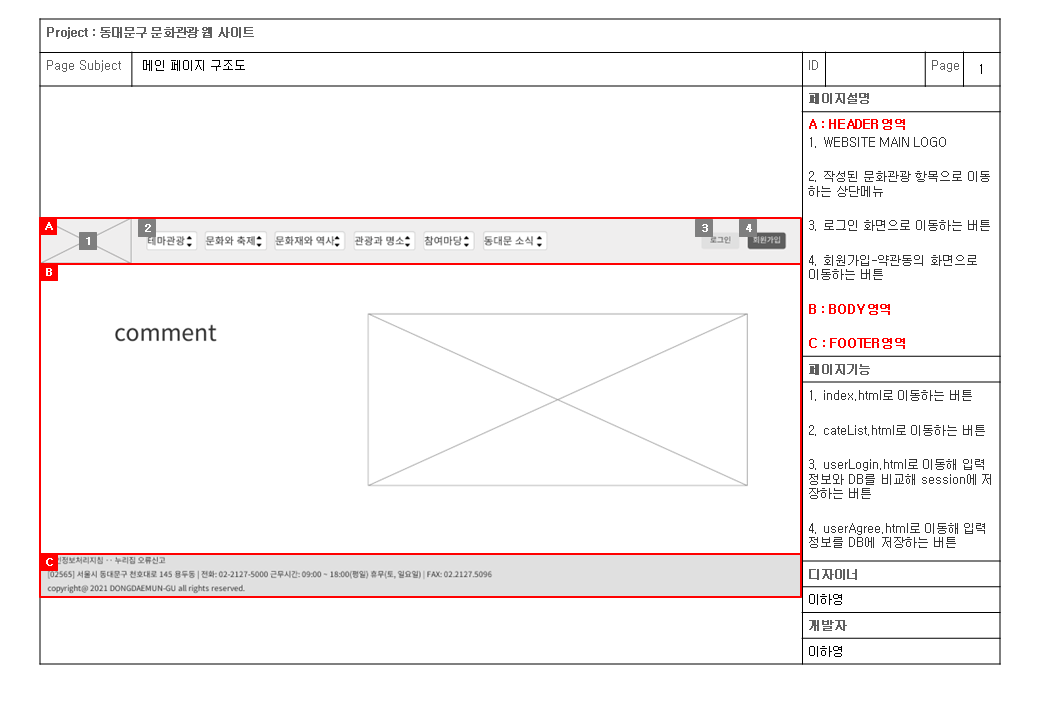 Project : 동대문구 문화관광 웹 사이트
Page Subject
메인 페이지 구조도
ID
Page
1
페이지설명
A : HEADER 영역
1. WEBSITE MAIN LOGO
2. 작성된 문화관광 항목으로 이동
하는 상단메뉴
3. 로그인 화면으로 이동하는 버튼
4. 회원가입-약관동의 화면으로
이동하는 버튼
B : BODY 영역
C : FOOTER 영역
페이지기능
1. index.html로 이동하는 버튼
2. cateList.html로 이동하는 버튼
3. userLogin.html로 이동해 입력
정보와 DB를 비교해 session에 저
장하는 버튼
4. userAgree.html로 이동해 입력
정보를 DB에 저장하는 버튼
디자이너
이하영
개발자
이하영
A
1
2
테마관광
문화와 축제
문화재와 역사
관광과 명소
참여마당
동대문 소식
3
로그인
4
회원가입
B
comment
C
인정보처리지침 ·· 누리집 오류신고
[02565] 서울시 동대문구 천호대로 145 용두동 | 전화: 02-2127-5000 근무시간: 09:00 ~ 18:00(평일) 휴무(토, 일요일) | FAX: 02.2127.5096
copyright@ 2021 DONGDAEMUN-GU all rights reserved.